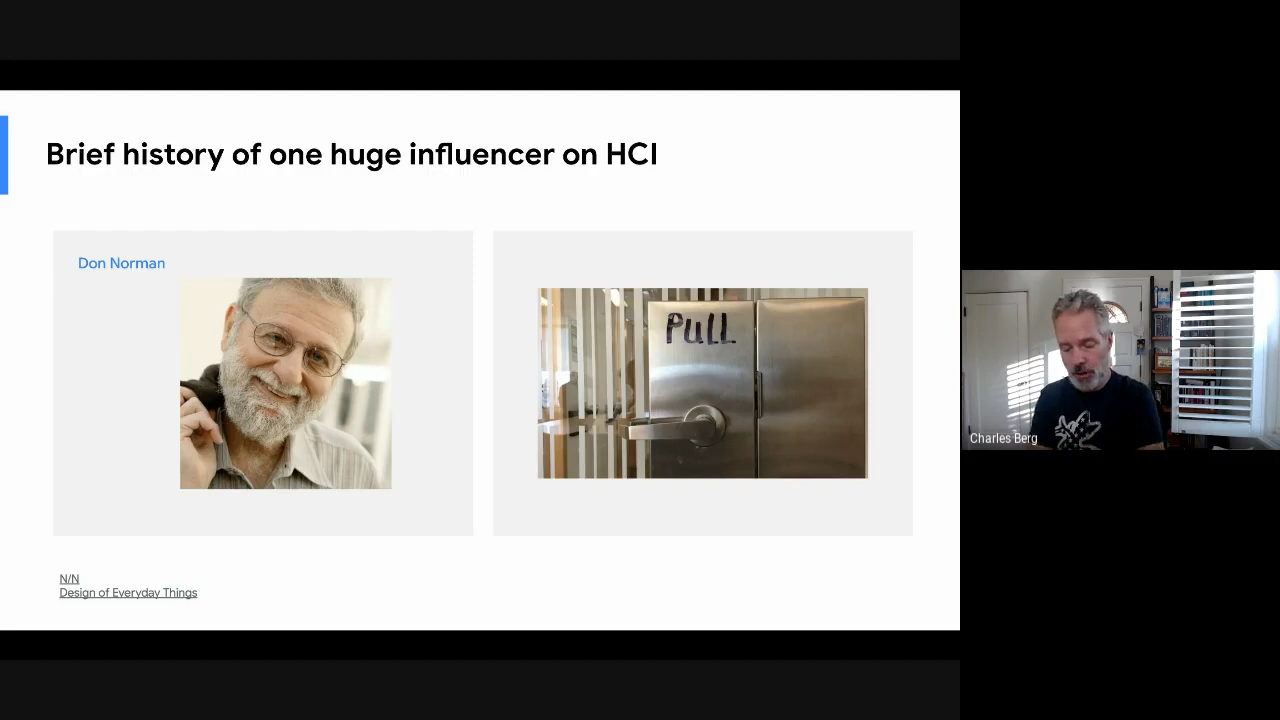 Brief history of one huge influencer on HCI
Don Norman
PULL
N/N
Design of Everyday Things
Charles Berg